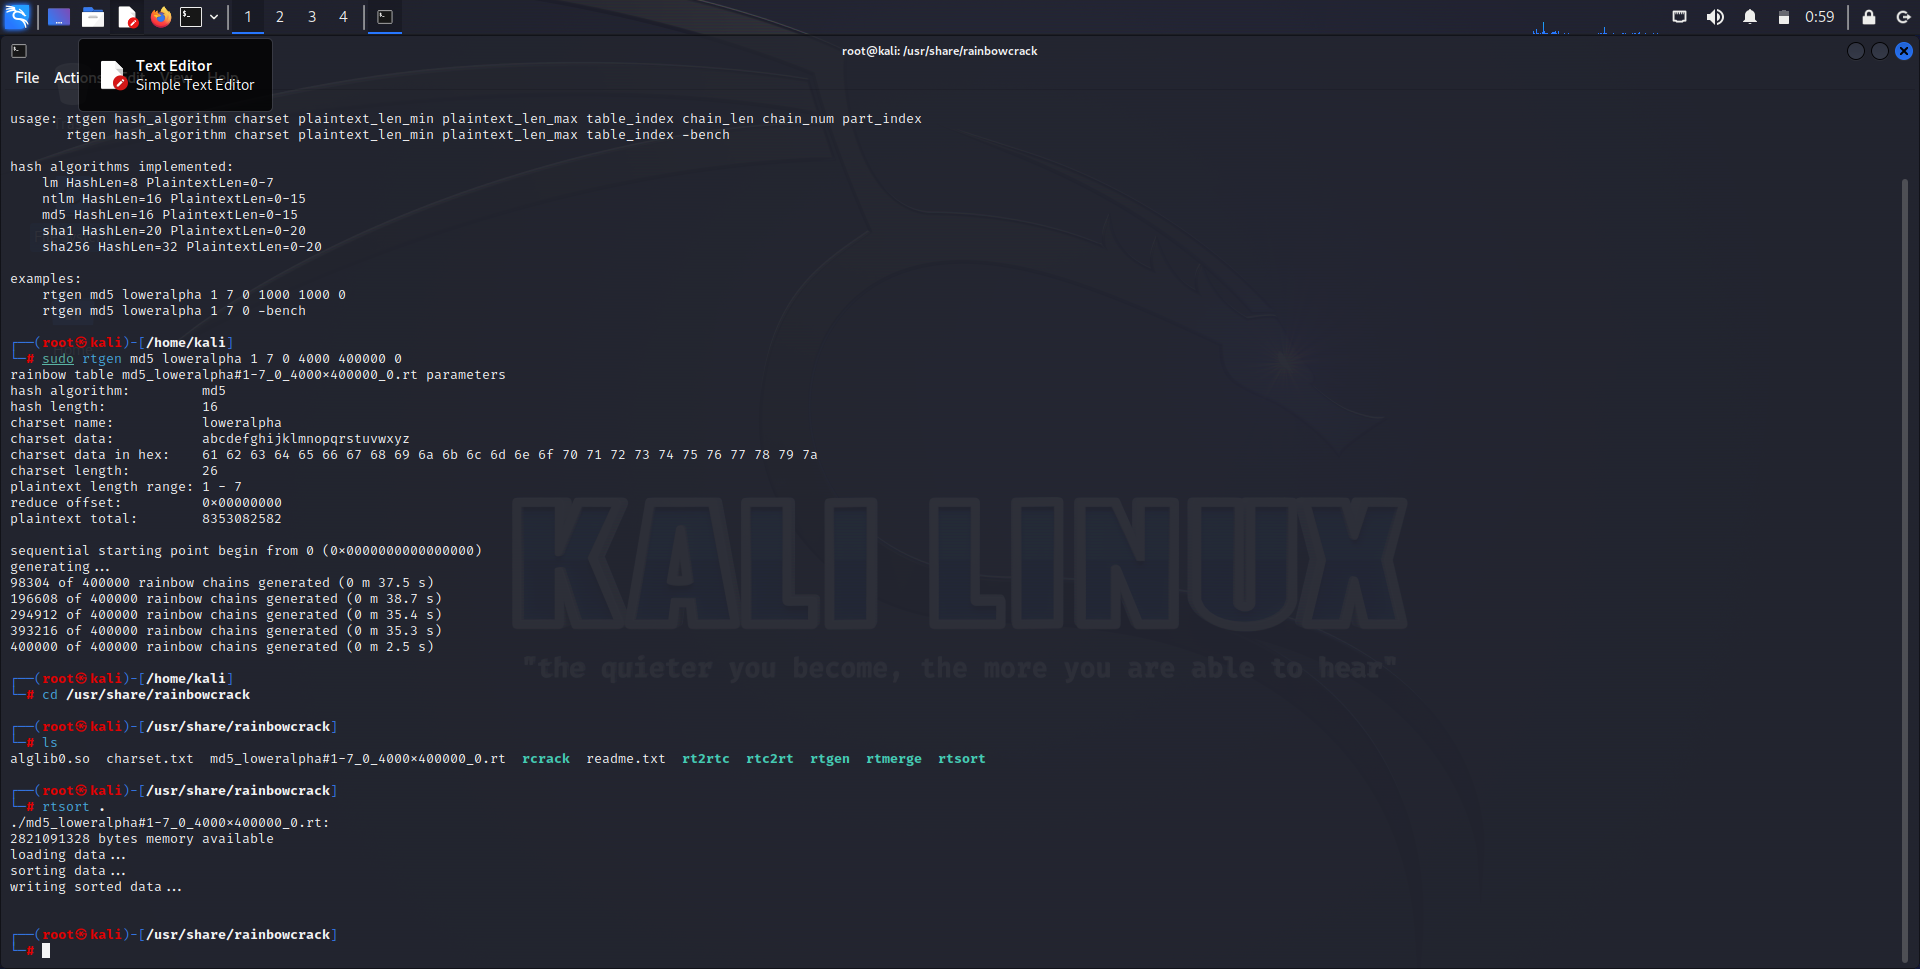 1 2 3 4 0:59
root@kali: /usr/share/rainbowcrack
File Actions Edit View Help
Text Editor
Simple Text Editor
usage: rtgen hash_algorithm charset plaintext_len_min plaintext_len_max table_index chain_len chain_num part_index
rtgen hash_algorithm charset plaintext_len_min plaintext_len_max table_index -bench
hash algorithms implemented:
lm HashLen=8 PlaintextLen=0-7
ntlm HashLen=16 PlaintextLen=0-15
md5 HashLen=16 PlaintextLen=0-15
sha1 HashLen=20 PlaintextLen=0-20
sha256 HashLen=32 PlaintextLen=0-20
examples:
rtgen md5 loweralpha 1 7 0 1000 1000 0
rtgen md5 loweralpha 1 7 0 -bench
┌──(root㉿kali)-[/home/kali]
└─# sudo rtgen md5 loweralpha 1 7 0 4000 400000 0
rainbow table md5_loweralpha#1-7_0_4000x400000_0.rt parameters
hash algorithm: md5
hash length: 16
charset name: loweralpha
charset data: abcdefghijklmnopqrstuvwxyz
charset data in hex: 61 62 63 64 65 66 67 68 69 6a 6b 6c 6d 6e 6f 70 71 72 73 74 75 76 77 78 79 7a
charset length: 26
plaintext length range: 1 - 7
reduce offset: 0x00000000
plaintext total: 8353082582
sequential starting point begin from 0 (0x0000000000000000)
generating...
98304 of 400000 rainbow chains generated (0 m 37.5 s)
196608 of 400000 rainbow chains generated (0 m 38.7 s)
294912 of 400000 rainbow chains generated (0 m 35.4 s)
393216 of 400000 rainbow chains generated (0 m 35.3 s)
400000 of 400000 rainbow chains generated (0 m 2.5 s)
KALI LINUX
"the quieter you become, the more you are able to hear"
┌──(root㉿kali)-[/home/kali]
└─# cd /usr/share/rainbowcrack
┌──(root㉿kali)-[/usr/share/rainbowcrack]
└─# ls
alglib0.so charset.txt md5_loweralpha#1-7_0_4000x400000_0.rt rcrack readme.txt rt2rtc rtc2rt rtgen rtmerge rtsort
┌──(root㉿kali)-[/usr/share/rainbowcrack]
└─# rtsort .
./md5_loweralpha#1-7_0_4000x400000_0.rt:
2821091328 bytes memory available
loading data...
sorting data...
writing sorted data...
┌──(root㉿kali)-[/usr/share/rainbowcrack]
└─#